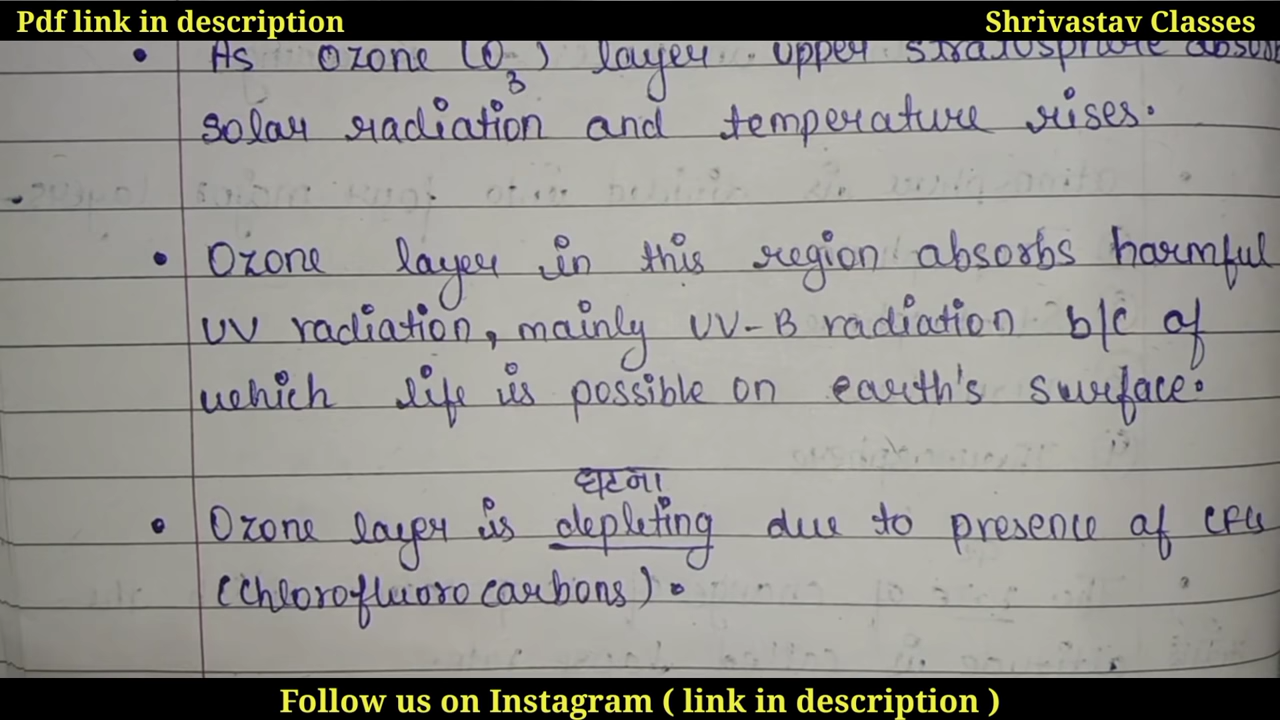 Pdf link in description
Shrivastav Classes
• As Ozone (O3) layer upper stratosphere absorbs
solar radiation and temperature rises.
• Ozone layer in this region absorbs harmful
UV radiation, mainly UV-B radiation b/c of
which life is possible on earth's surface.
घटना
• Ozone layer is depleting due to presence of CFCs
(Chlorofluoro carbons).
Follow us on Instagram ( link in description )